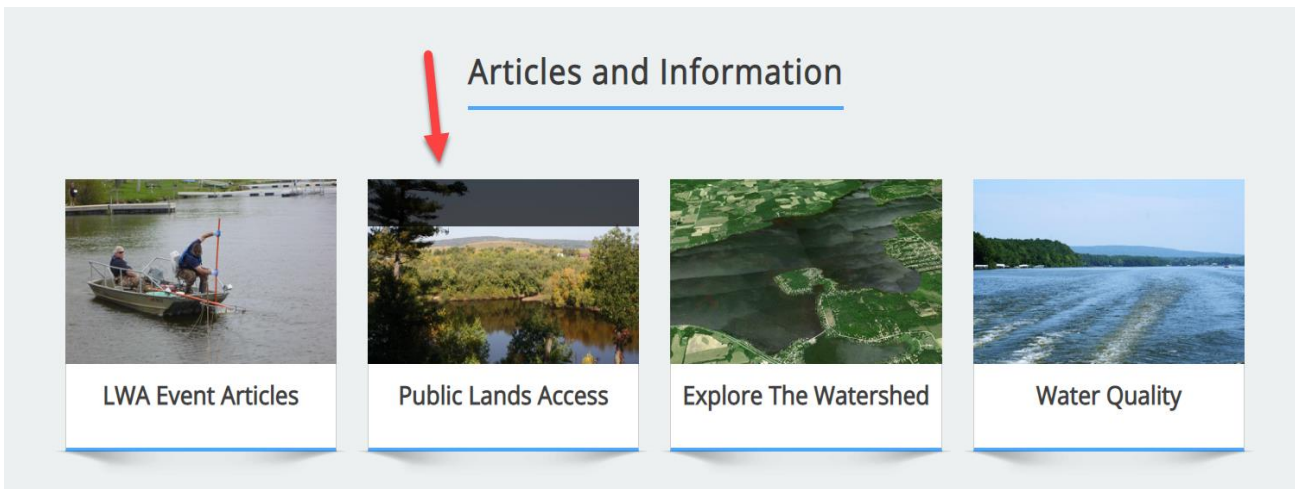 Articles and Information
LWA Event Articles
Public Lands Access
Explore The Watershed
Water Quality